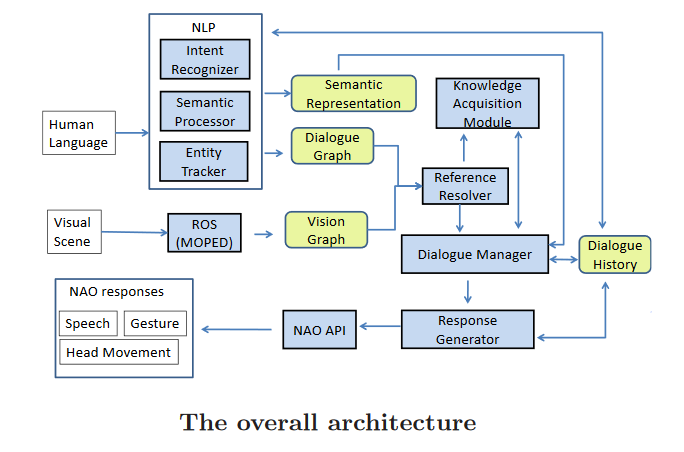 NLP
Intent
Recognizer
Semantic
Processor
Entity
Tracker
Human
Language
Semantic
Representation
Dialogue
Graph
Knowledge
Acquisition
Module
Reference
Resolver
Visual
Scene
ROS
(MOPED)
Vision
Graph
Dialogue Manager
Dialogue
History
NAO responses
Speech
Gesture
Head Movement
NAO API
Response
Generator
The overall architecture